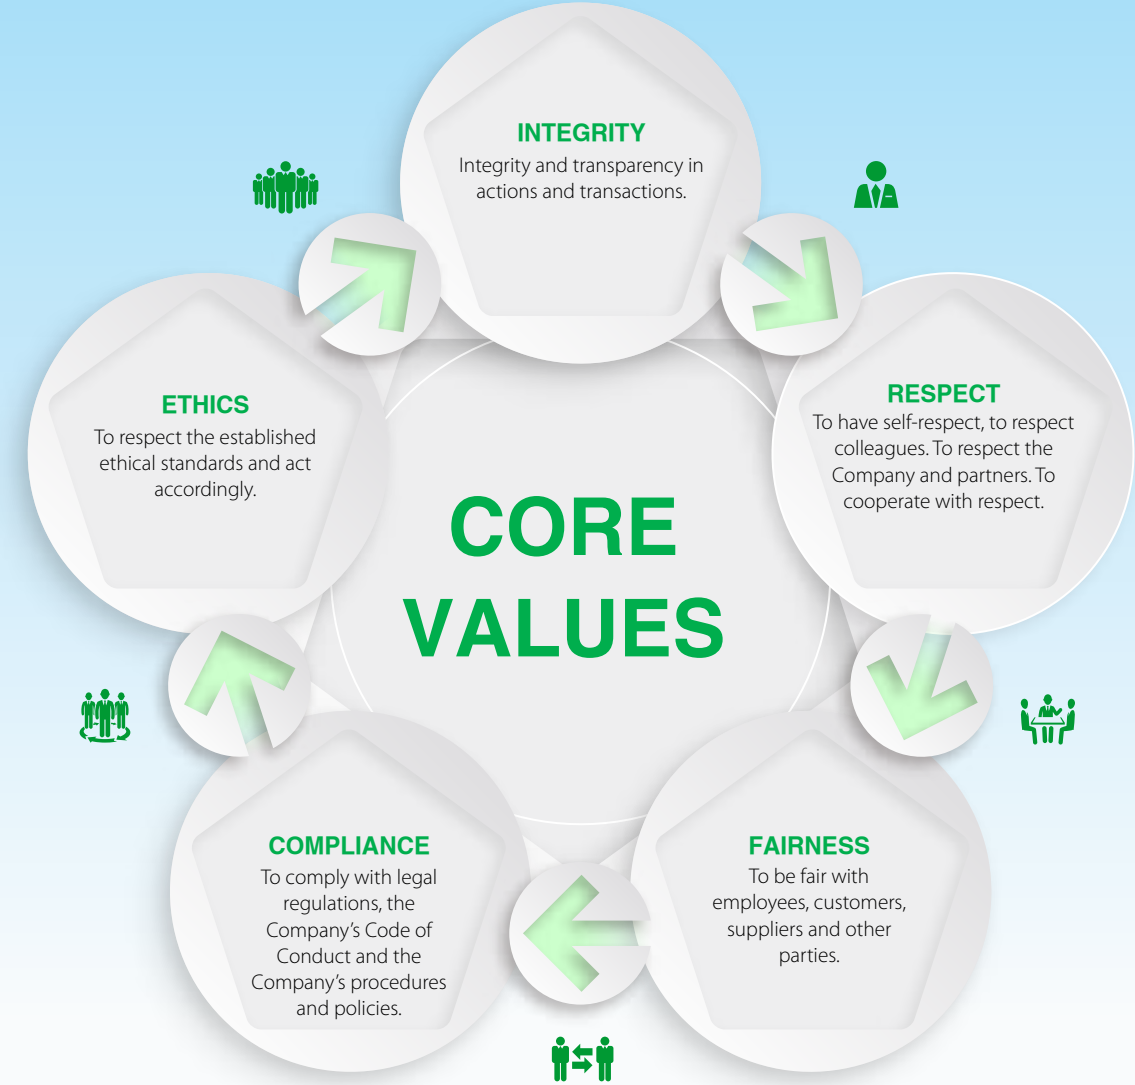 INTEGRITY
Integrity and transparency in
actions and transactions.
ETHICS
To respect the established
ethical standards and act
accordingly.
RESPECT
To have self-respect, to respect
colleagues. To respect the
Company and partners. To
cooperate with respect.
CORE
VALUES
COMPLIANCE
To comply with legal
regulations, the
Company’s Code of
Conduct and the
Company’s procedures
and policies.
FAIRNESS
To be fair with
employees, customers,
suppliers and other
parties.